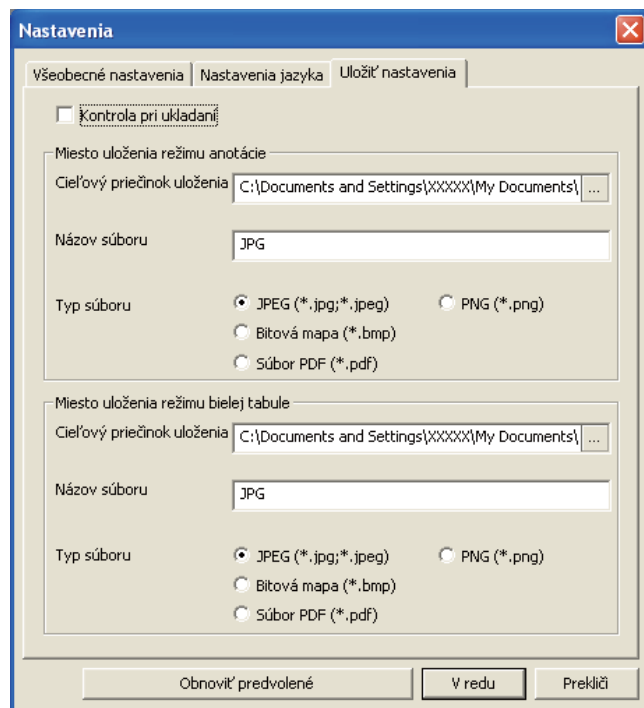 Nastavenia
Všeobecné nastavenia Nastavenia jazyka Uložiť nastavenia
Kontrola pri ukladaní
Miesto uloženia režimu anotácie
Cieľový priečinok uloženia C:\Documents and Settings\XXXXX\My Documents\ ...
Názov súboru JPG
Typ súboru JPEG (*.jpg;*.jpeg) PNG (*.png)
Bitová mapa (*.bmp)
Súbor PDF (*.pdf)
Miesto uloženia režimu bielej tabule
Cieľový priečinok uloženia C:\Documents and Settings\XXXXX\My Documents\ ...
Názov súboru JPG
Typ súboru JPEG (*.jpg;*.jpeg) PNG (*.png)
Bitová mapa (*.bmp)
Súbor PDF (*.pdf)
Obnoviť predvolené V redu Prekliči